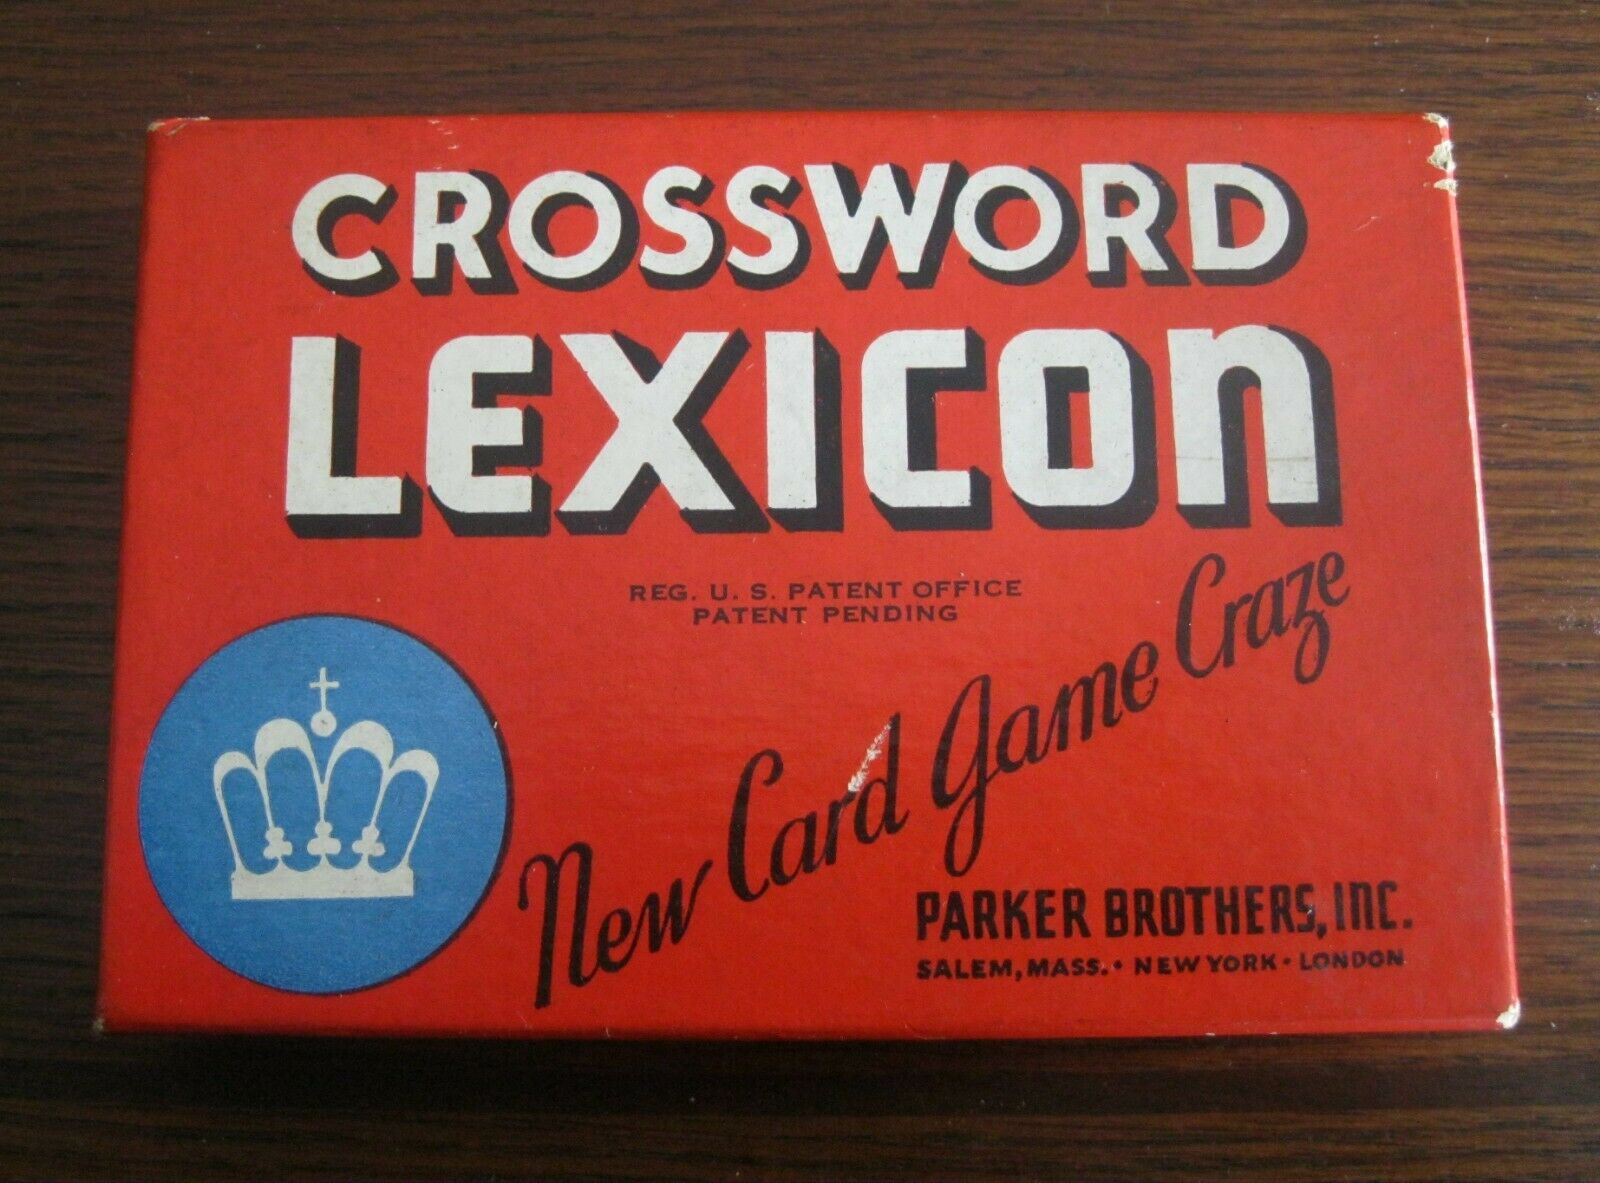 CROSSWORD
LEXICON
REG. U. S. PATENT OFFICE
PATENT PENDING
New Card Game Craze
PARKER BROTHERS, INC.
SALEM, MASS. • NEW YORK • LONDON